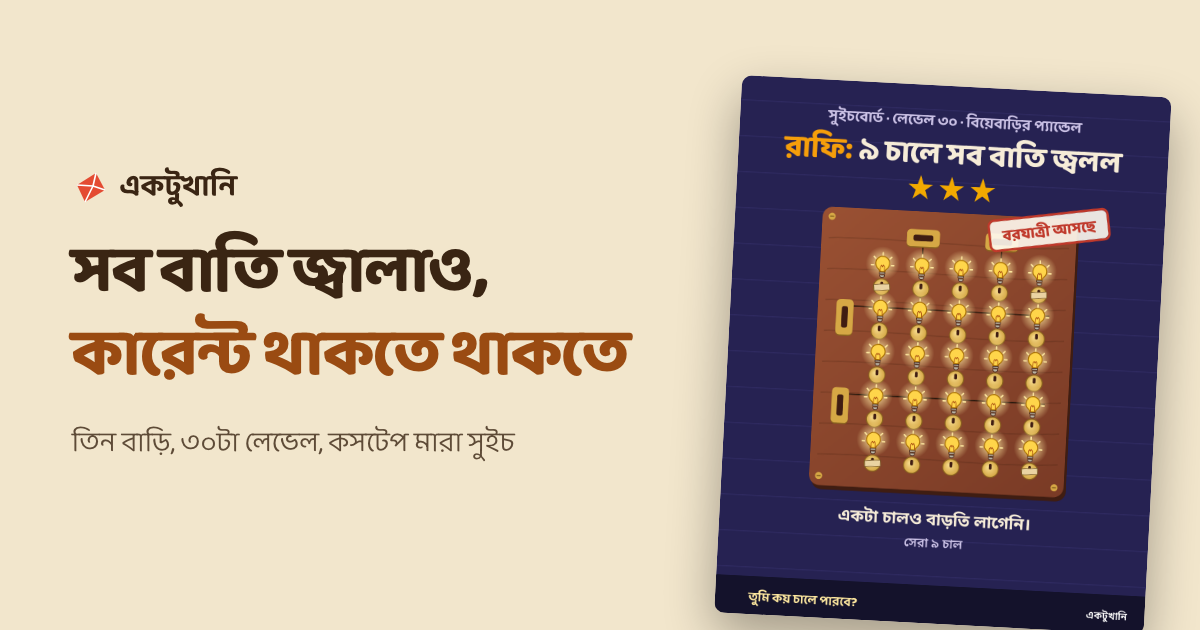 একটুখানি
সব বাতি জ্বালাও,
কারেন্ট থাকতে থাকতে
তিন বাড়ি, ৩০টা লেভেল, কসটেপ মারা সুইচ
সুইচবোর্ড · লেভেল ৩০ · বিয়েবাড়ির প্যান্ডেল
রাফি: ৯ চালে সব বাতি জ্বলল
বরযাত্রী আসছে
একটা চালও বাড়তি লাগেনি।
সেরা ৯ চাল
তুমি কয় চালে পারবে?
একটুখানি